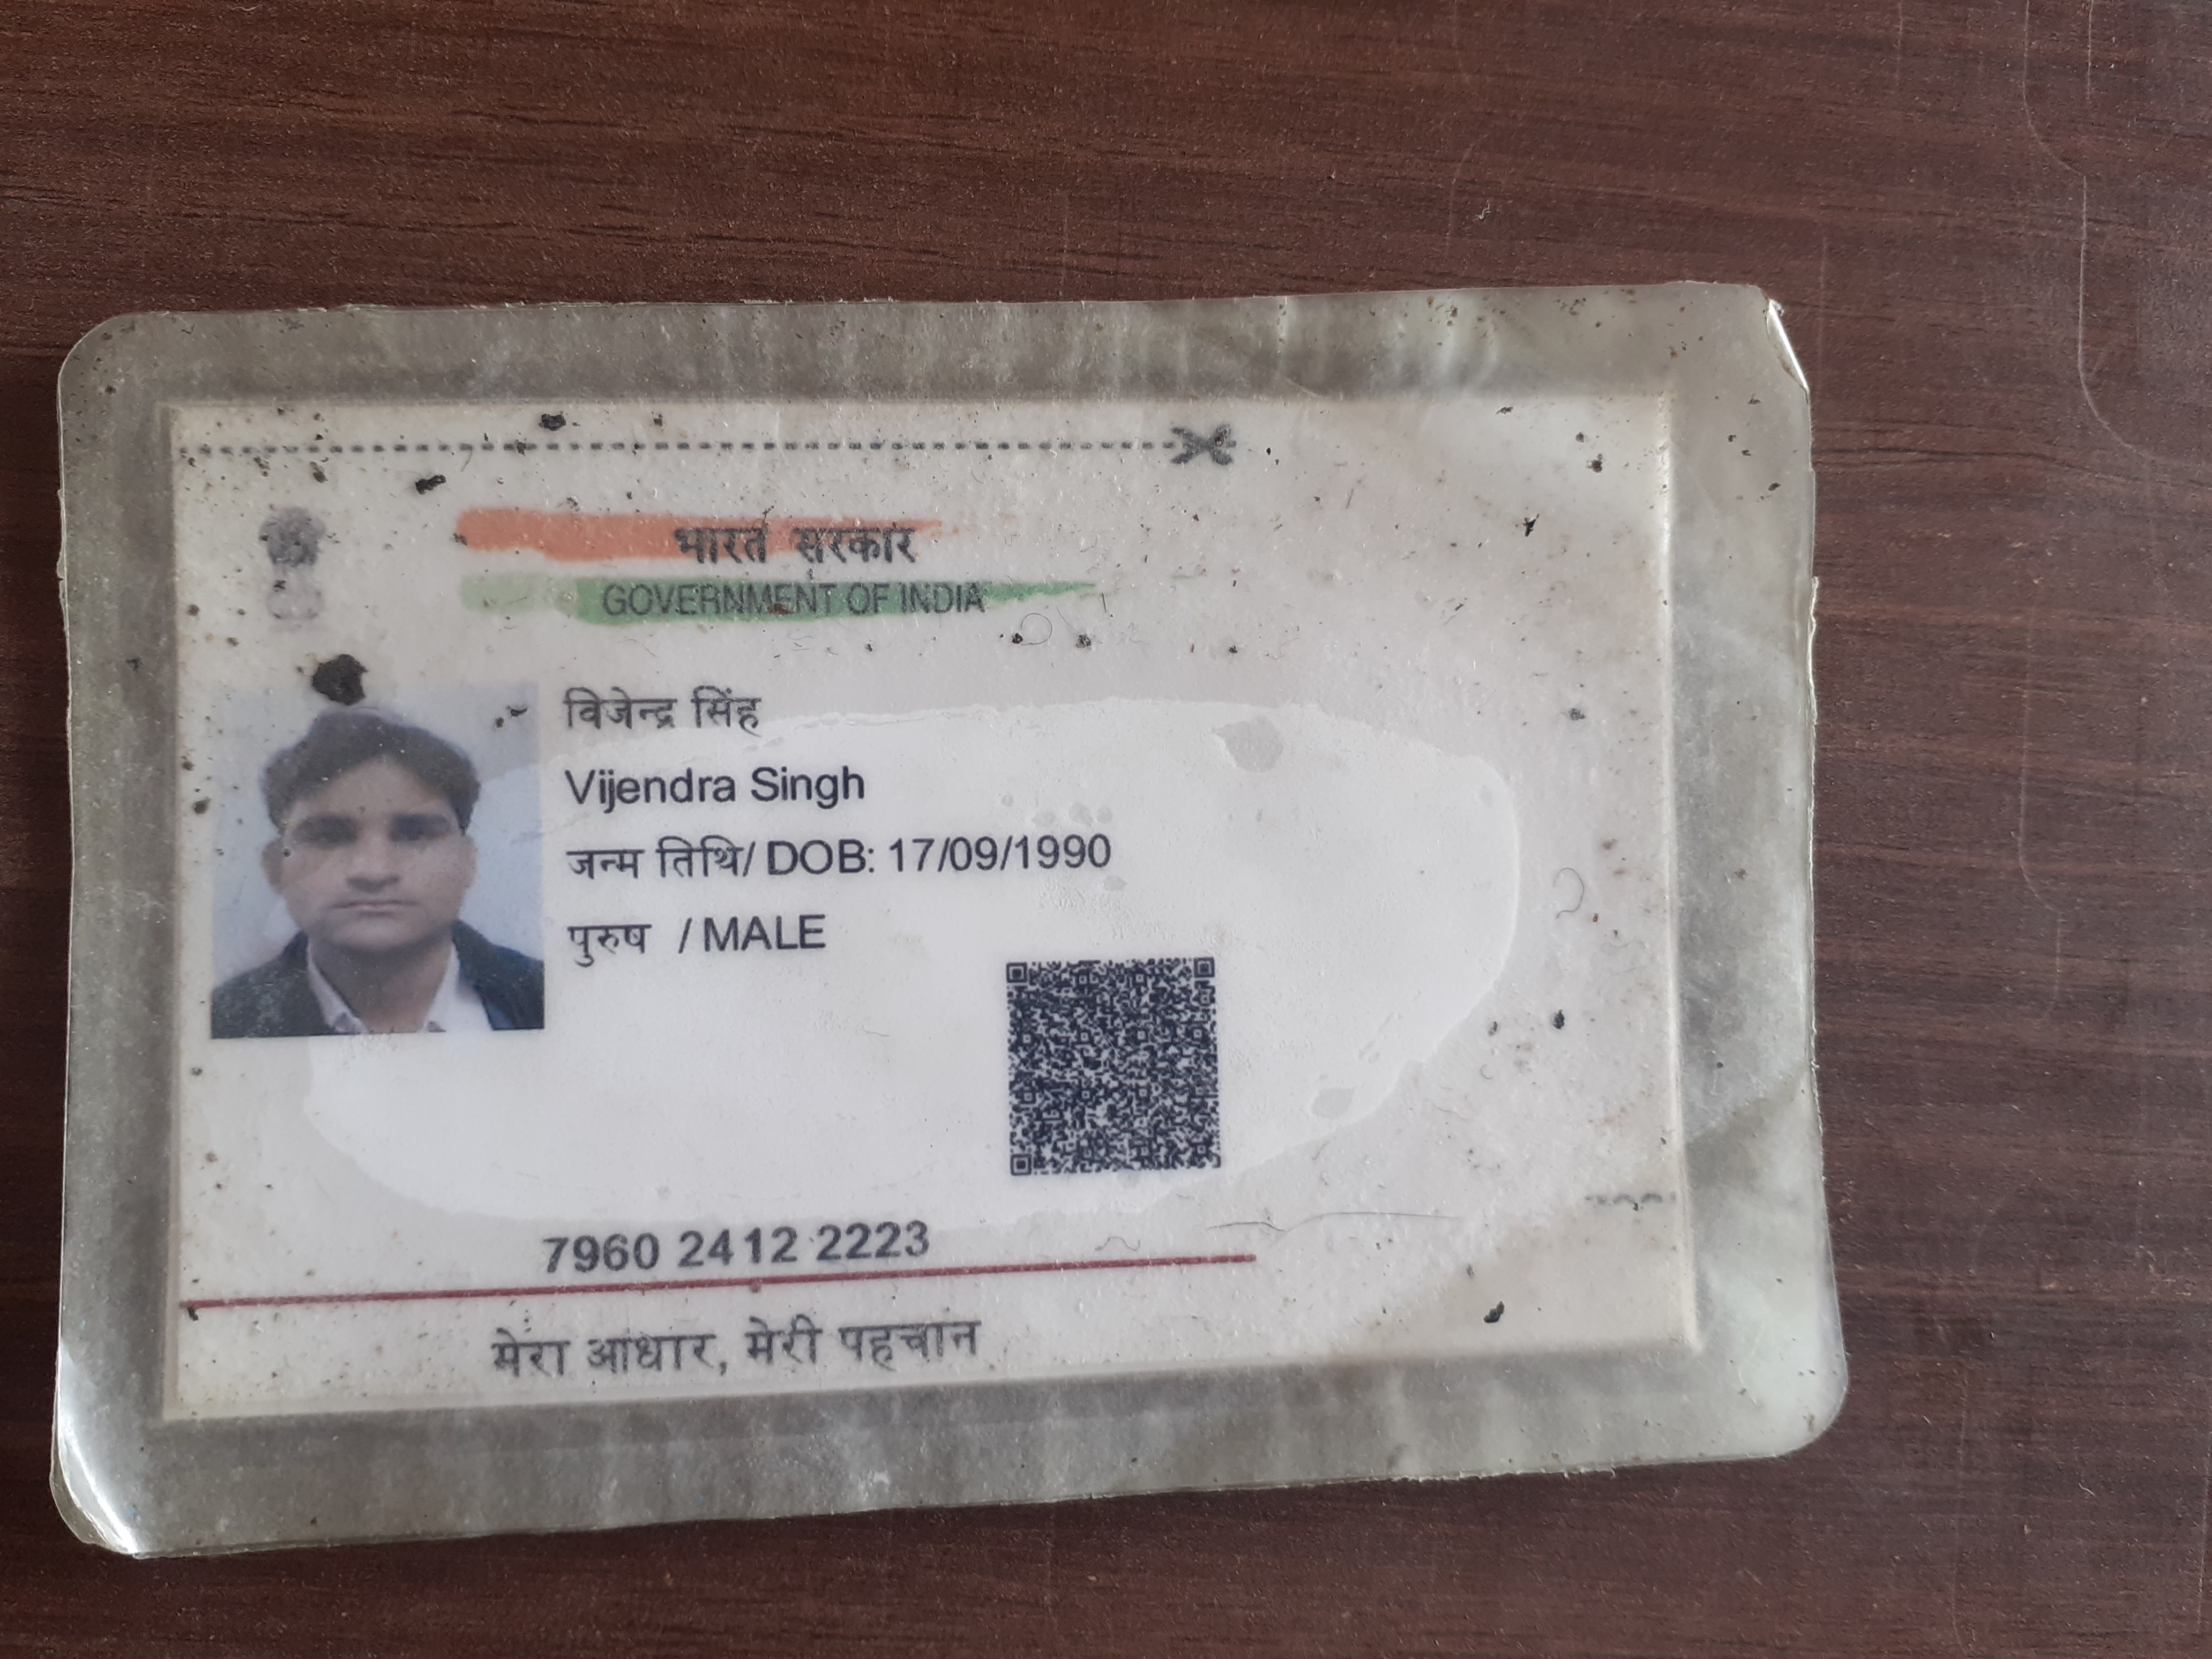 भारत सरकार
GOVERNMENT OF INDIA
विजेन्द्र सिंह
Vijendra Singh
जन्म तिथि/ DOB: 17/09/1990
पुरुष / MALE
7960 2412 2223
मेरा आधार, मेरी पहचान